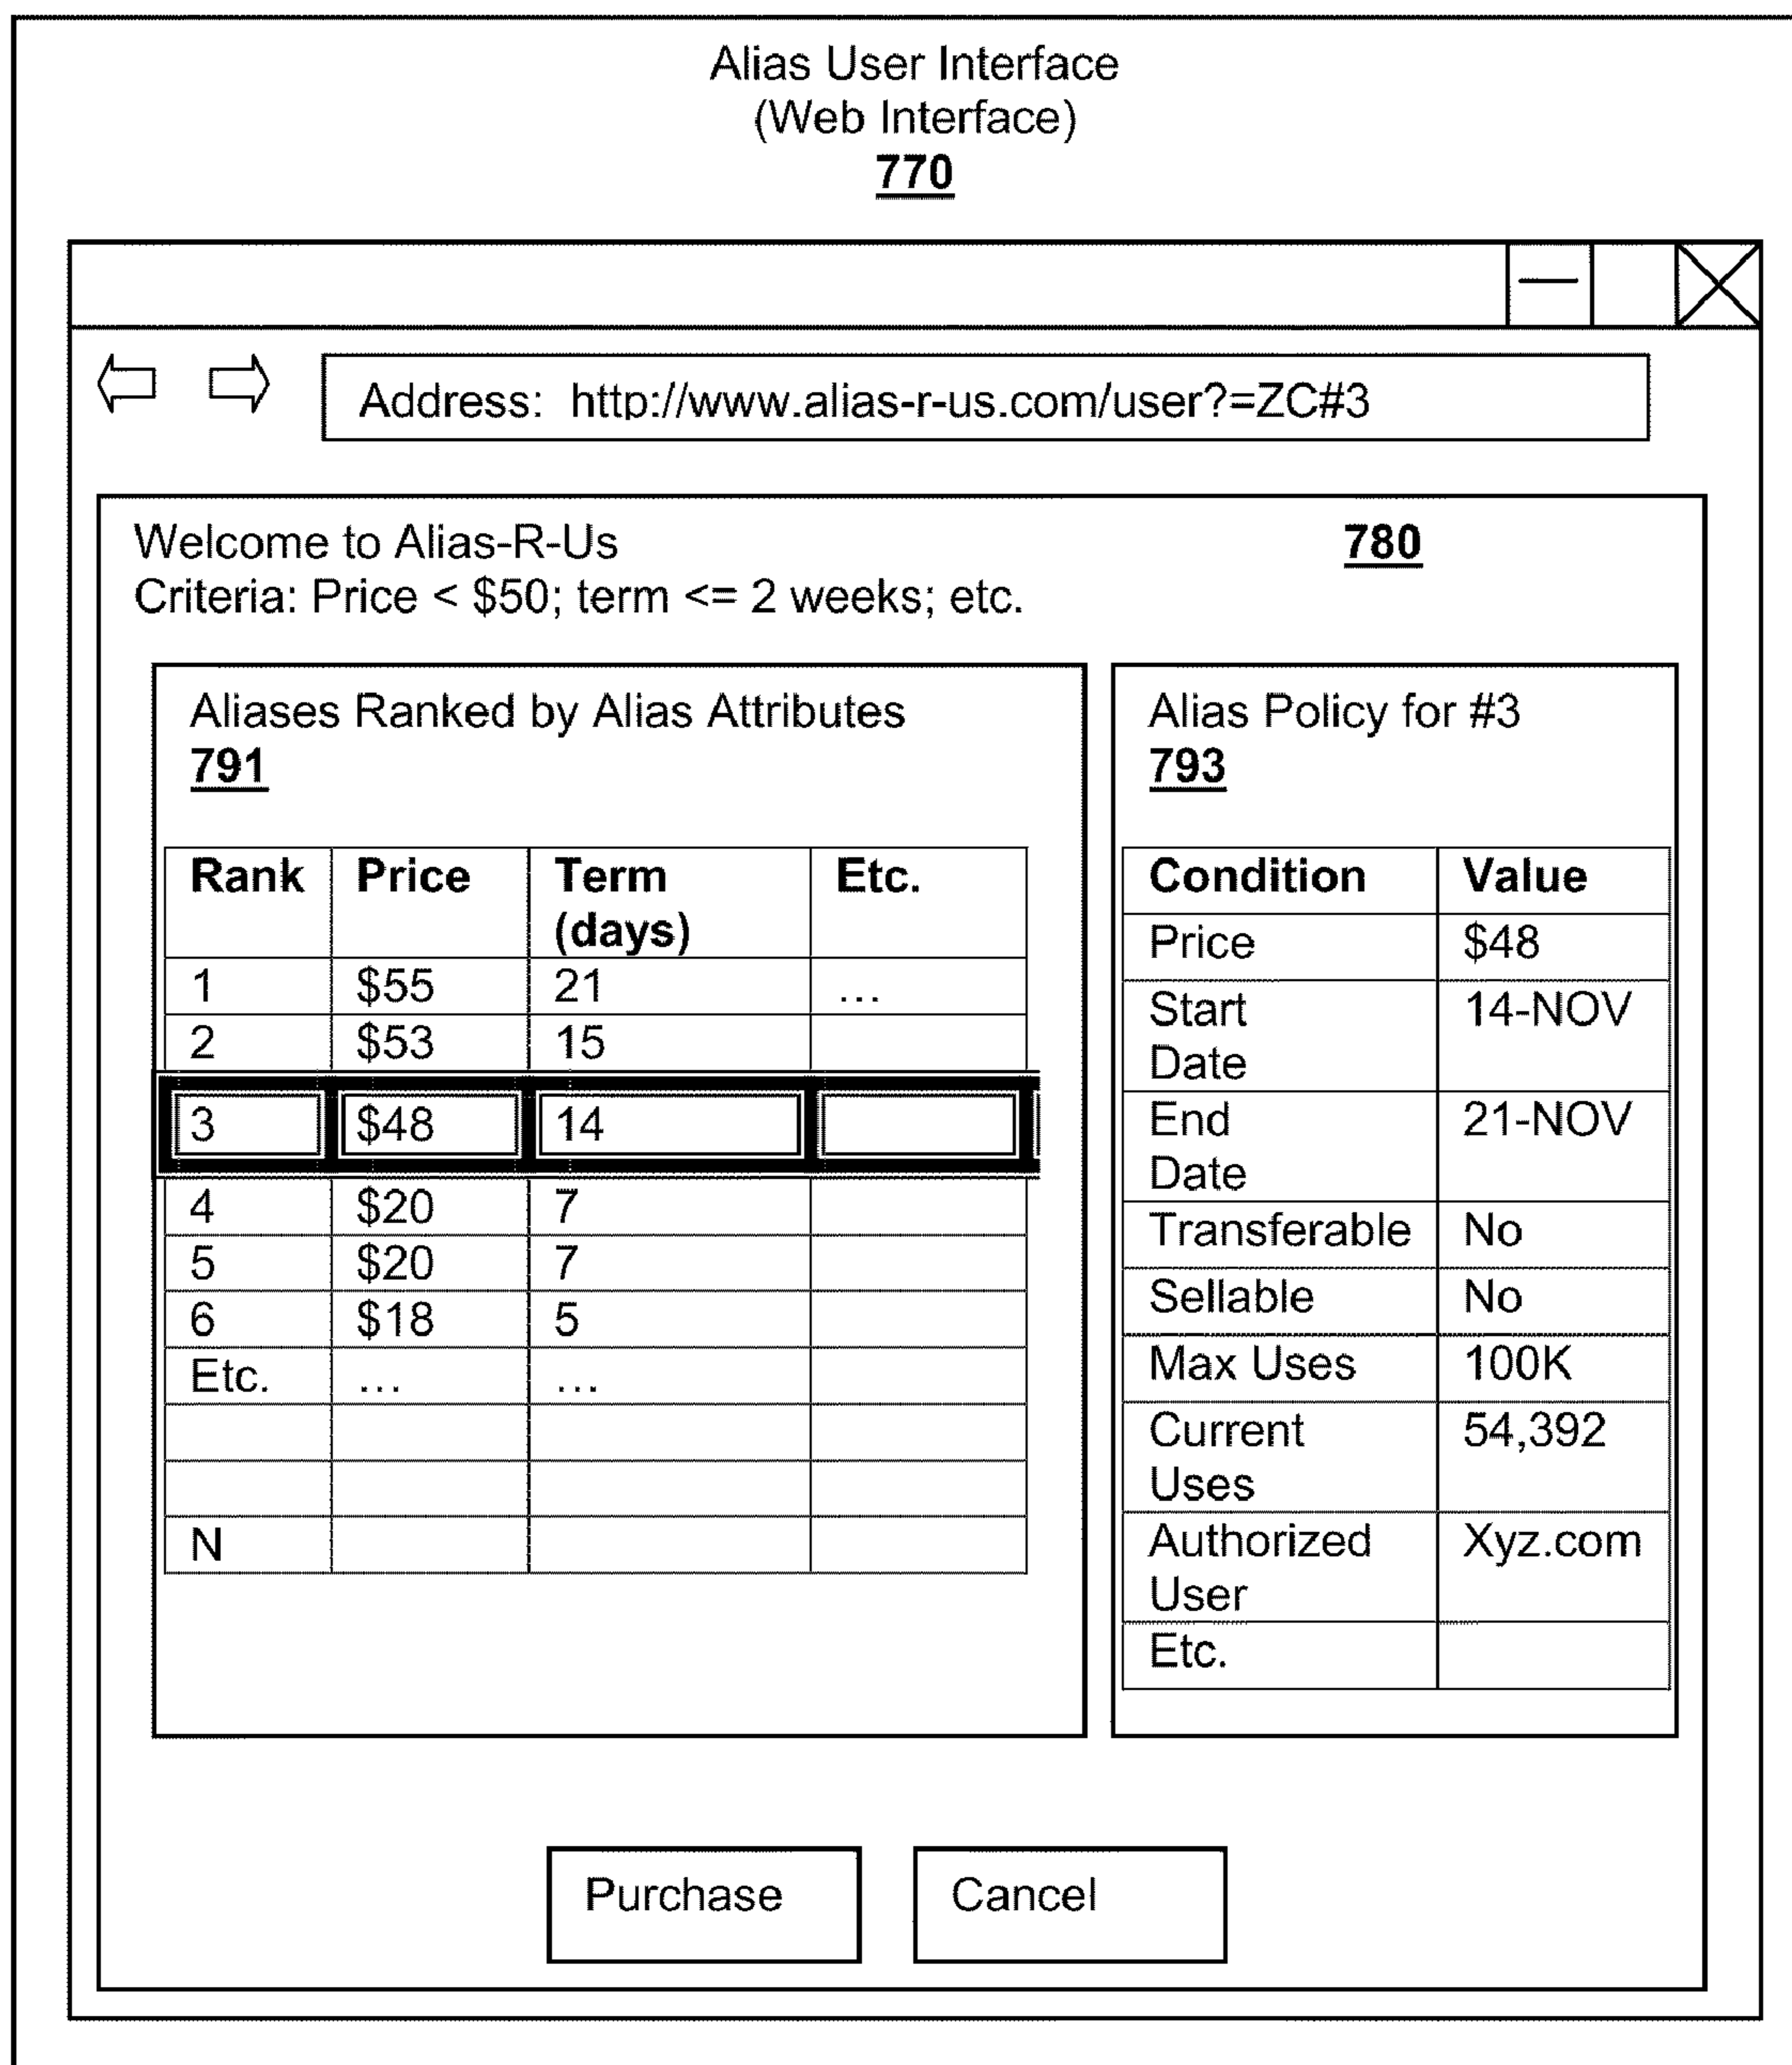 Alias User Interface
(Web Interface)
770
Address: http://www.alias-r-us.com/user?=ZC#3
Welcome to Alias-R-Us
780
Criteria: Price < $50; term <= 2 weeks; etc.
Aliases Ranked by Alias Attributes
791
Rank Price Term Etc.
(days)
1 $55 21 ...
2 $53 15
3 $48 14
4 $20 7
5 $20 7
6 $18 5
Etc. ... ...
N
Alias Policy for #3
793
Condition Value
Price $48
Start 14-NOV
Date
End 21-NOV
Date
Transferable No
Sellable No
Max Uses 100K
Current 54,392
Uses
Authorized Xyz.com
User
Etc.
Purchase
Cancel